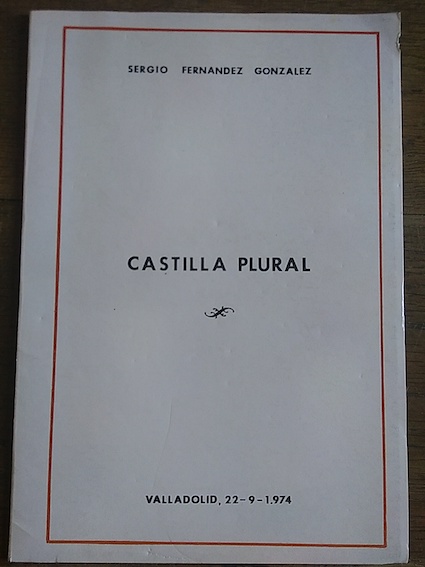 SERGIO FERNANDEZ GONZALEZ
CASTILLA PLURAL
VALLADOLID, 22-9-1.974